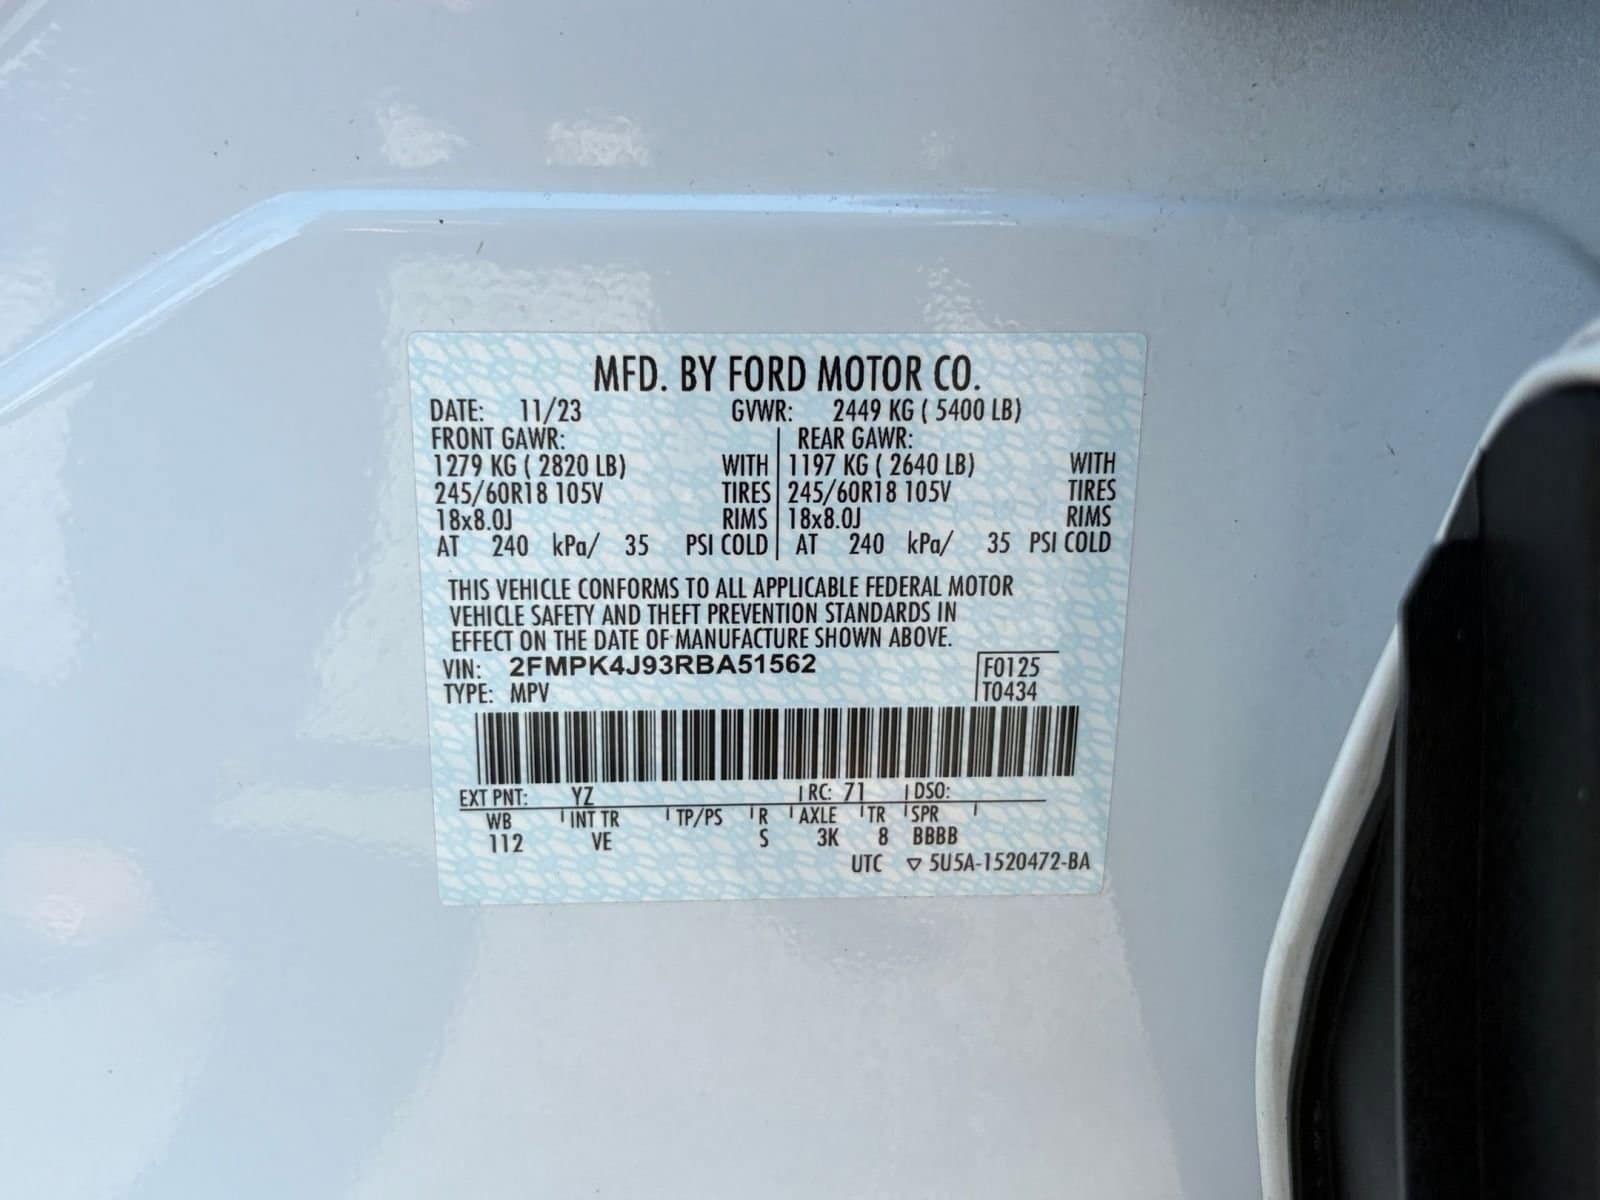 MFD. BY FORD MOTOR CO.
DATE: 11/23 GVWR: 2449 KG ( 5400 LB)
FRONT GAWR: REAR GAWR:
1279 KG ( 2820 LB) WITH 1197 KG ( 2640 LB) WITH
245/60R18 105V TIRES 245/60R18 105V TIRES
18x8.0J RIMS 18x8.0J RIMS
AT 240 kPa/ 35 PSI COLD AT 240 kPa/ 35 PSI COLD
THIS VEHICLE CONFORMS TO ALL APPLICABLE FEDERAL MOTOR
VEHICLE SAFETY AND THEFT PREVENTION STANDARDS IN
EFFECT ON THE DATE OF MANUFACTURE SHOWN ABOVE.
VIN: 2FMPK4J93RBA51562 F0125
TYPE: MPV T0434
EXT PNT: YZ RC: 71 DSO:
WB INT TR TP/PS R AXLE TR SPR
112 VE S 3K 8 BBBB
UTC ▽ 5U5A-1520472-BA